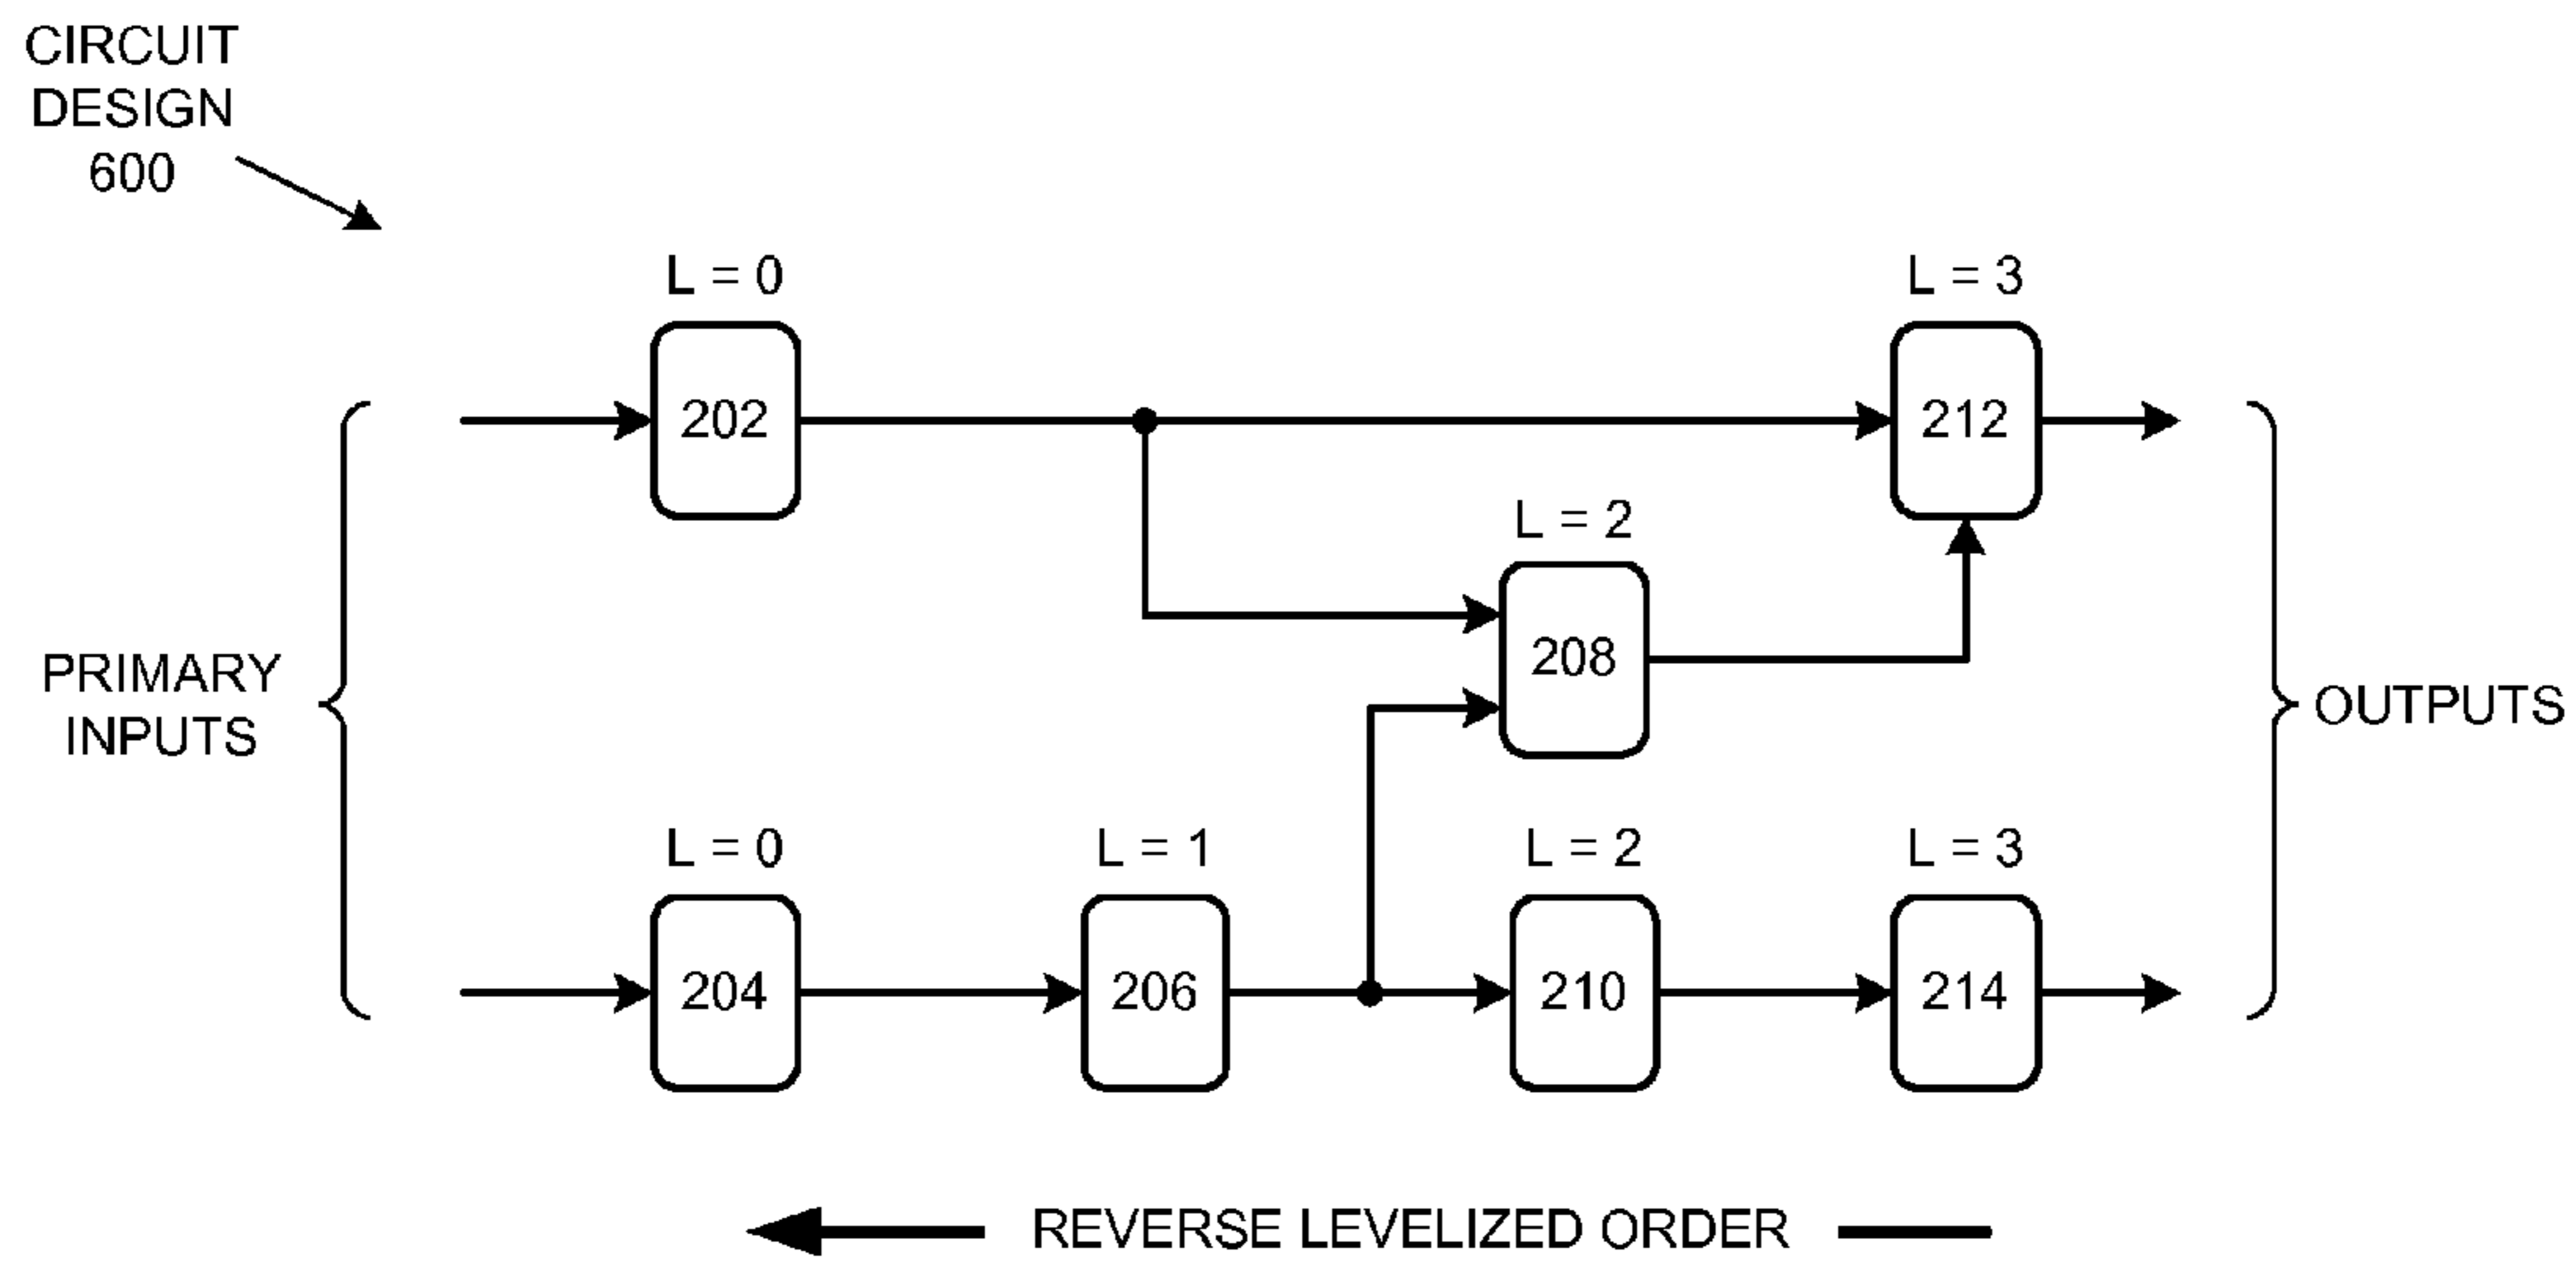 CIRCUIT
DESIGN
600
L = 0
L = 3
202
212
L = 2
208
PRIMARY
INPUTS
OUTPUTS
L = 0
L = 1
L = 2
L = 3
204
206
210
214
REVERSE LEVELIZED ORDER